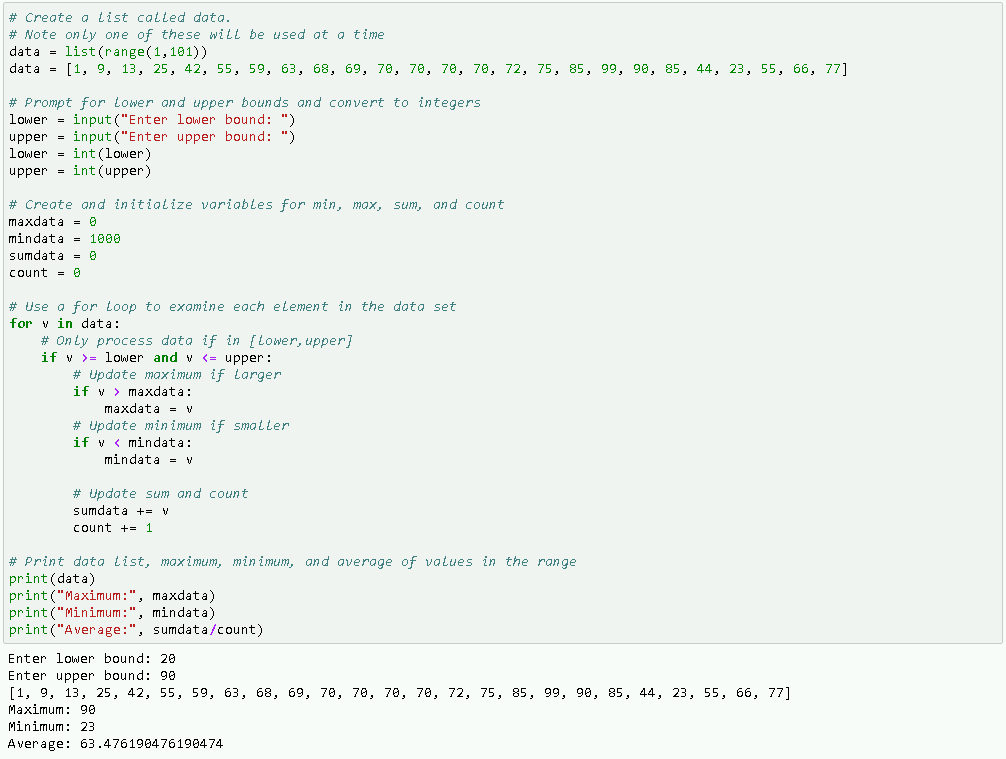 # Create a list called data.
# Note only one of these will be used at a time
data = list(range(1,101))
data = [1, 9, 13, 25, 42, 55, 59, 63, 68, 69, 70, 70, 70, 70, 72, 75, 85, 99, 90, 85, 44, 23, 55, 66, 77]

# Prompt for lower and upper bounds and convert to integers
lower = input("Enter lower bound: ")
upper = input("Enter upper bound: ")
lower = int(lower)
upper = int(upper)

# Create and initialize variables for min, max, sum, and count
maxdata = 0
mindata = 1000
sumdata = 0
count = 0

# Use a for loop to examine each element in the data set
for v in data:
    # Only process data if in [lower,upper]
    if v >= lower and v <= upper:
        # Update maximum if larger
        if v > maxdata:
            maxdata = v
        # Update minimum if smaller
        if v < mindata:
            mindata = v

        # Update sum and count
        sumdata += v
        count += 1

# Print data list, maximum, minimum, and average of values in the range
print(data)
print("Maximum:", maxdata)
print("Minimum:", mindata)
print("Average:", sumdata/count)

Enter lower bound: 20
Enter upper bound: 90
[1, 9, 13, 25, 42, 55, 59, 63, 68, 69, 70, 70, 70, 70, 72, 75, 85, 99, 90, 85, 44, 23, 55, 66, 77]
Maximum: 90
Minimum: 23
Average: 63.476190476190474